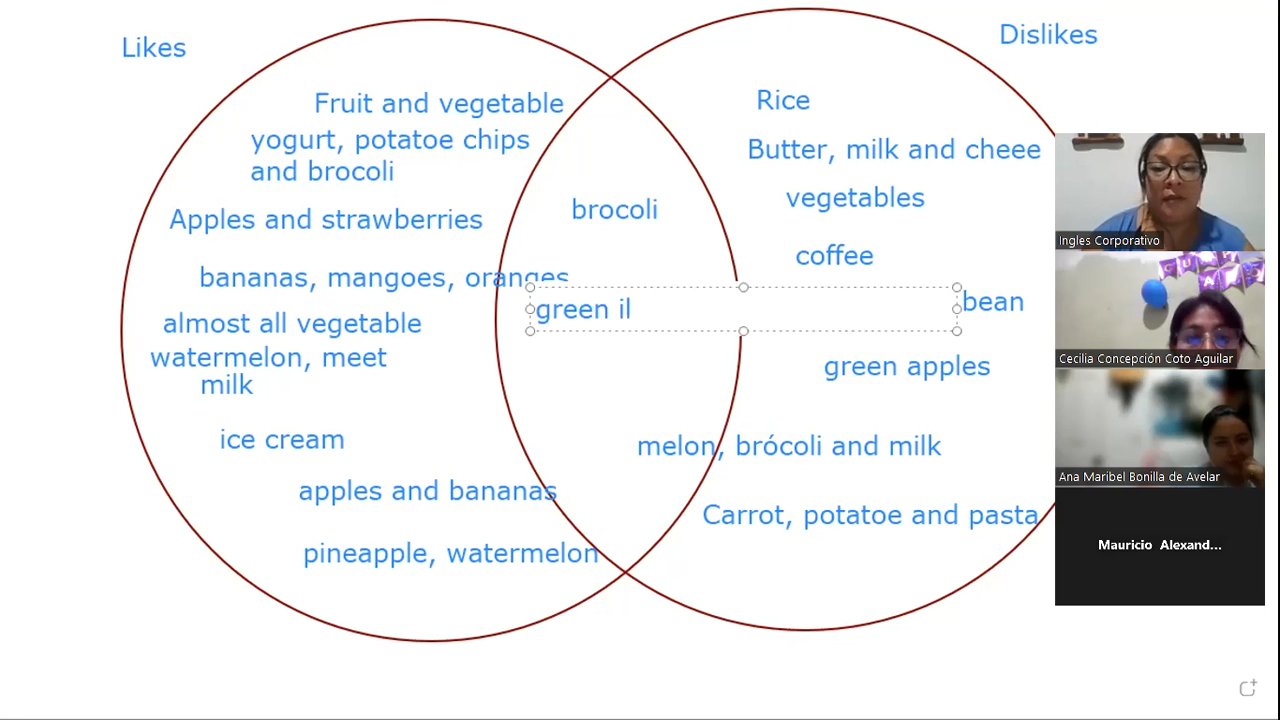 Likes
Dislikes
Fruit and vegetable
yogurt, potatoe chips
and brocoli
Apples and strawberries
bananas, mangoes, oranges
almost all vegetable
watermelon, meet
milk
ice cream
apples and bananas
pineapple, watermelon
brocoli
green il
Rice
Butter, milk and cheee
vegetables
coffee
bean
green apples
melon, brócoli and milk
Carrot, potatoe and pasta
Ingles Corporativo
Cecilia Concepción Coto Aguilar
Ana Maribel Bonilla de Avelar
Mauricio Alexand...